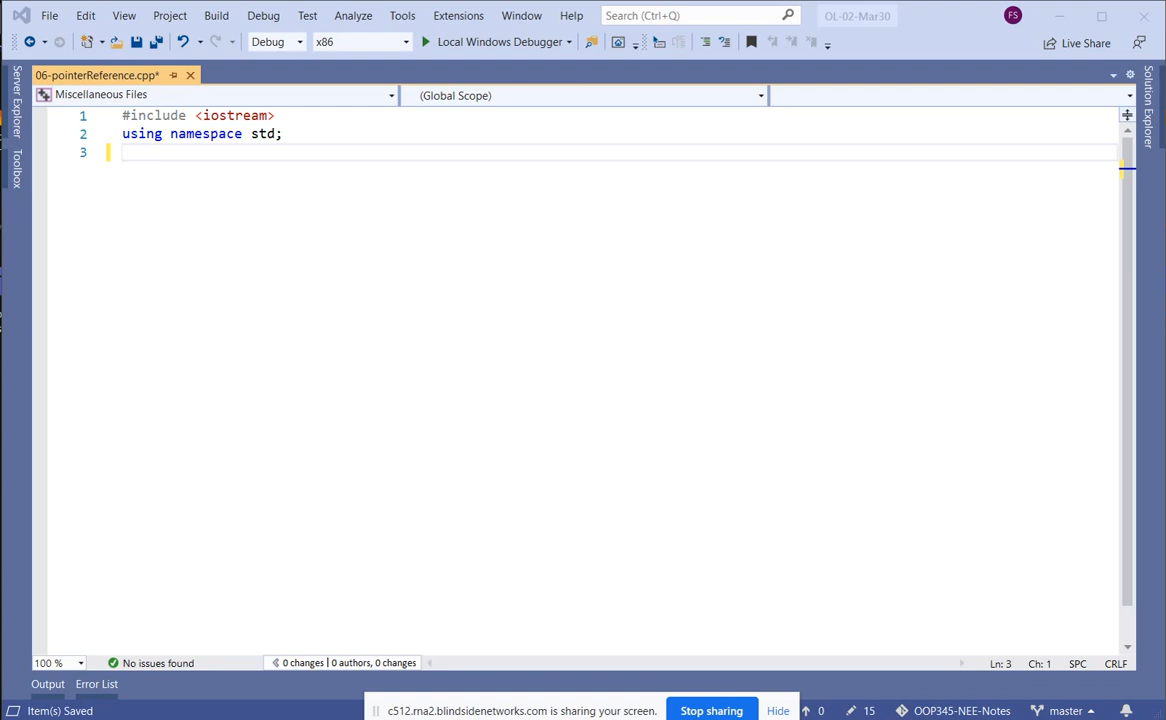 File Edit View Project Build Debug Test Analyze Tools Extensions Window Help Search (Ctrl+Q) OL-02-Mar30 FS
Debug x86 Local Windows Debugger Live Share
06-pointerReference.cpp*
Miscellaneous Files (Global Scope)
Server Explorer
Toolbox
Solution Explorer
1 #include <iostream>
2 using namespace std;
3
100 % No issues found 0 changes | 0 authors, 0 changes Ln: 3 Ch: 1 SPC CRLF
Output Error List
Item(s) Saved c512.rna2.blindsidenetworks.com is sharing your screen. Stop sharing Hide 0 15 OOP345-NEE-Notes master